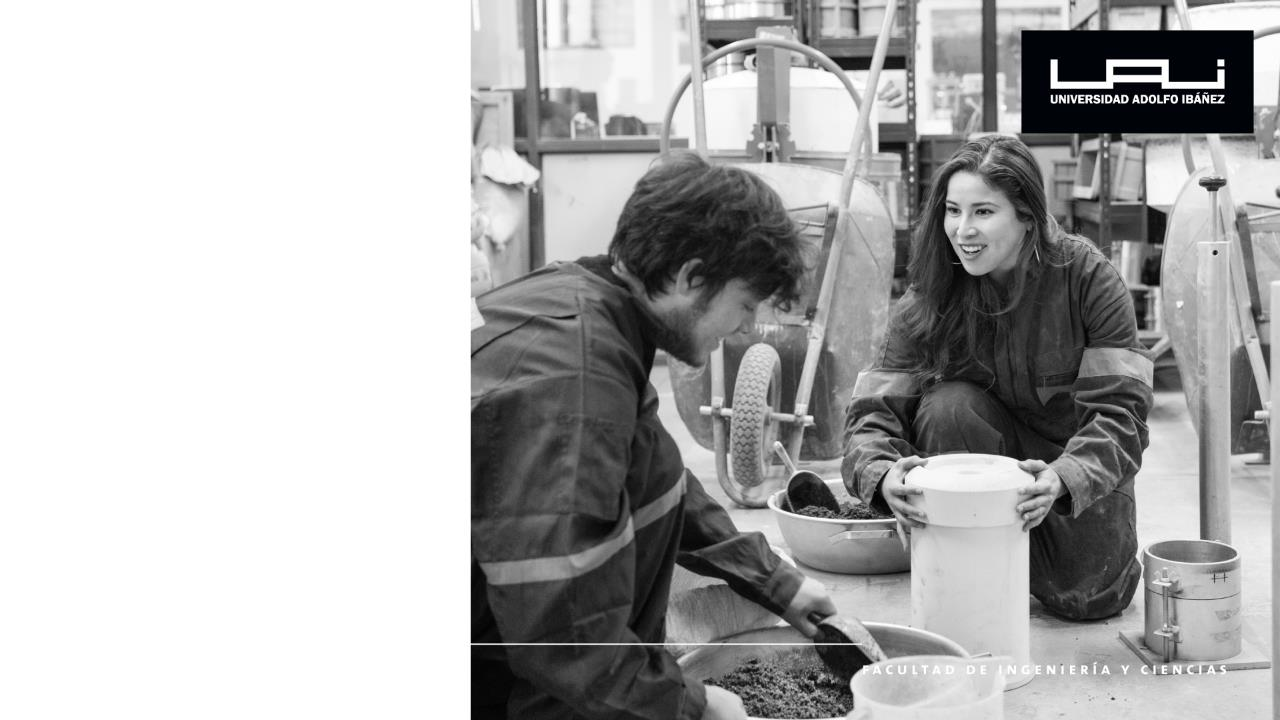 UAI
UNIVERSIDAD ADOLFO IBÁÑEZ
FACULTAD DE INGENIERÍA Y CIENCIAS